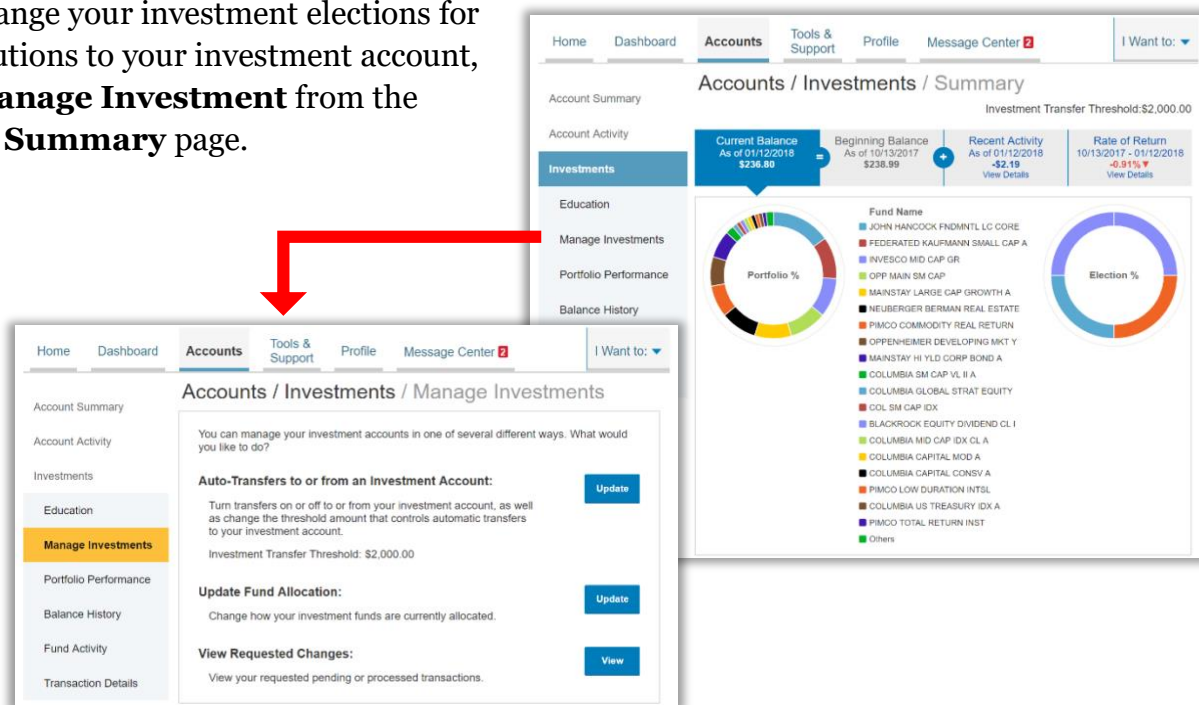 ange your investment elections for
utions to your investment account,
anage Investment from the
Summary page.
Home Dashboard Accounts Tools & Support Profile Message Center 2 I Want to:
Accounts / Investments / Summary
Investment Transfer Threshold:$2,000.00
Account Summary
Account Activity
Investments
Education
Manage Investments
Portfolio Performance
Balance History
Current Balance
As of 01/12/2018
$236.80
=
Beginning Balance
As of 10/13/2017
$238.99
+
Recent Activity
As of 01/12/2018
-$2.19
View Details
Rate of Return
10/13/2017 - 01/12/2018
-0.91% ▼
View Details
Portfolio %
Fund Name
JOHN HANCOCK FNDMNTL LC CORE
FEDERATED KAUFMANN SMALL CAP A
INVESCO MID CAP GR
OPP MAIN SM CAP
MAINSTAY LARGE CAP GROWTH A
NEUBERGER BERMAN REAL ESTATE
PIMCO COMMODITY REAL RETURN
OPPENHEIMER DEVELOPING MKT Y
MAINSTAY HI YLD CORP BOND A
COLUMBIA SM CAP VL II A
COLUMBIA GLOBAL STRAT EQUITY
COL SM CAP IDX
BLACKROCK EQUITY DIVIDEND CL I
COLUMBIA MID CAP IDX CL A
COLUMBIA CAPITAL MOD A
COLUMBIA CAPITAL CONSV A
PIMCO LOW DURATION INTSL
COLUMBIA US TREASURY IDX A
PIMCO TOTAL RETURN INST
Others
Election %
Home Dashboard Accounts Tools & Support Profile Message Center 2 I Want to:
Accounts / Investments / Manage Investments
Account Summary
Account Activity
Investments
Education
Manage Investments
Portfolio Performance
Balance History
Fund Activity
Transaction Details
You can manage your investment accounts in one of several different ways. What would
you like to do?
Auto-Transfers to or from an Investment Account:
Update
Turn transfers on or off to or from your investment account, as well
as change the threshold amount that controls automatic transfers
to your investment account.
Investment Transfer Threshold: $2,000.00
Update Fund Allocation:
Update
Change how your investment funds are currently allocated.
View Requested Changes:
View
View your requested pending or processed transactions.